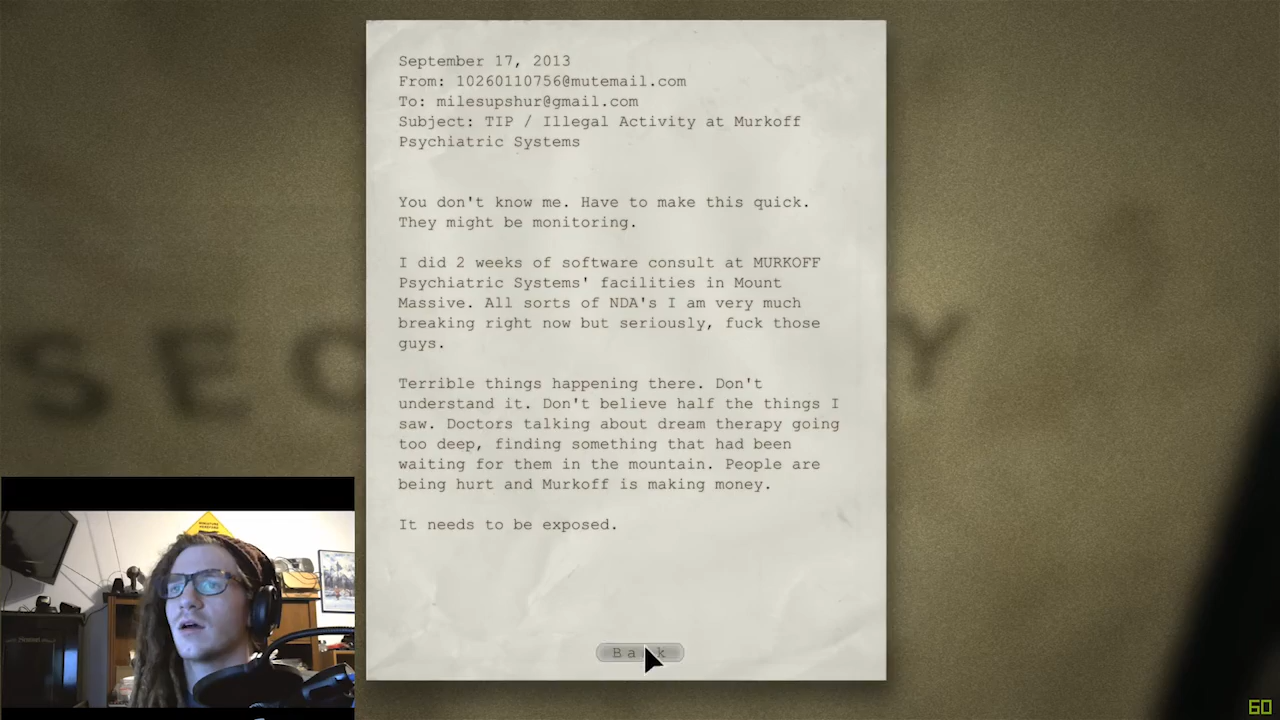 September 17, 2013
From: 10260110756@mutemail.com
To: milesupshur@gmail.com
Subject: TIP / Illegal Activity at Murkoff
Psychiatric Systems
You don't know me. Have to make this quick.
They might be monitoring.
I did 2 weeks of software consult at MURKOFF
Psychiatric Systems' facilities in Mount
Massive. All sorts of NDA's I am very much
breaking right now but seriously, fuck those
guys.
Terrible things happening there. Don't
understand it. Don't believe half the things I
saw. Doctors talking about dream therapy going
too deep, finding something that had been
waiting for them in the mountain. People are
being hurt and Murkoff is making money.
It needs to be exposed.
Back
60